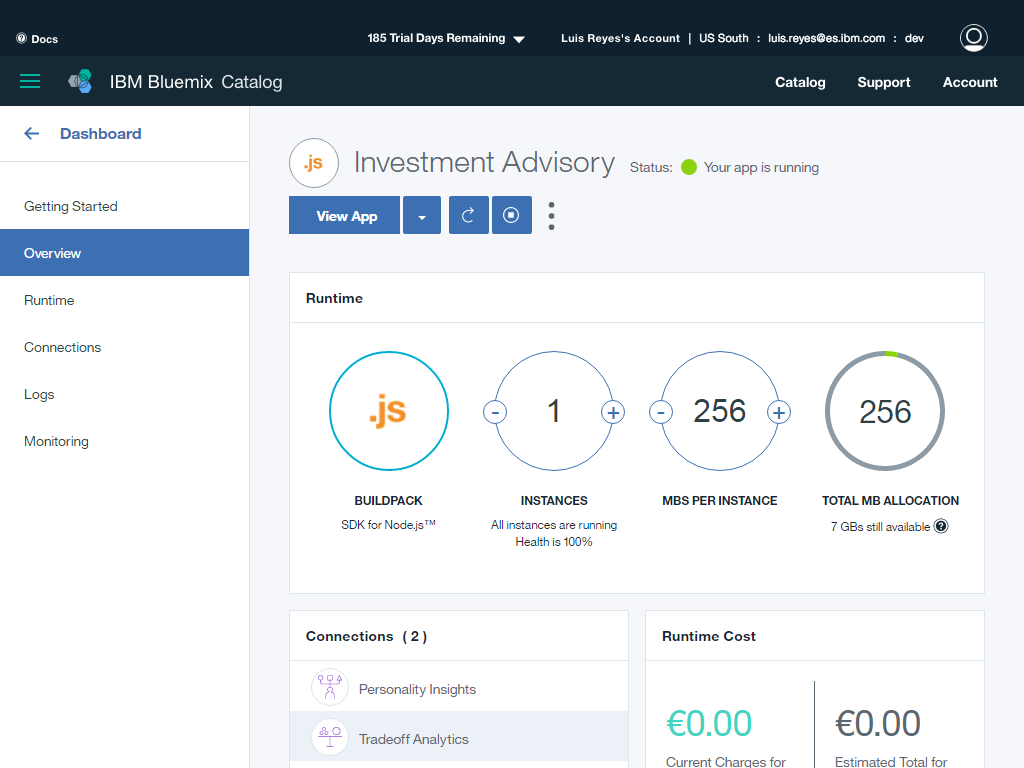 Docs
185 Trial Days Remaining
Luis Reyes's Account | US South : luis.reyes@es.ibm.com : dev
IBM Bluemix Catalog
Catalog Support Account
Dashboard
Getting Started
Overview
Runtime
Connections
Logs
Monitoring
.js
Investment Advisory
Status: Your app is running
View App
Runtime
.js
- 1 +
- 256 +
256
BUILDPACK
SDK for Node.js™
INSTANCES
All instances are running
Health is 100%
MBS PER INSTANCE
TOTAL MB ALLOCATION
7 GBs still available ?
Connections ( 2 )
Personality Insights
Tradeoff Analytics
Runtime Cost
€0.00
Current Charges for
€0.00
Estimated Total for